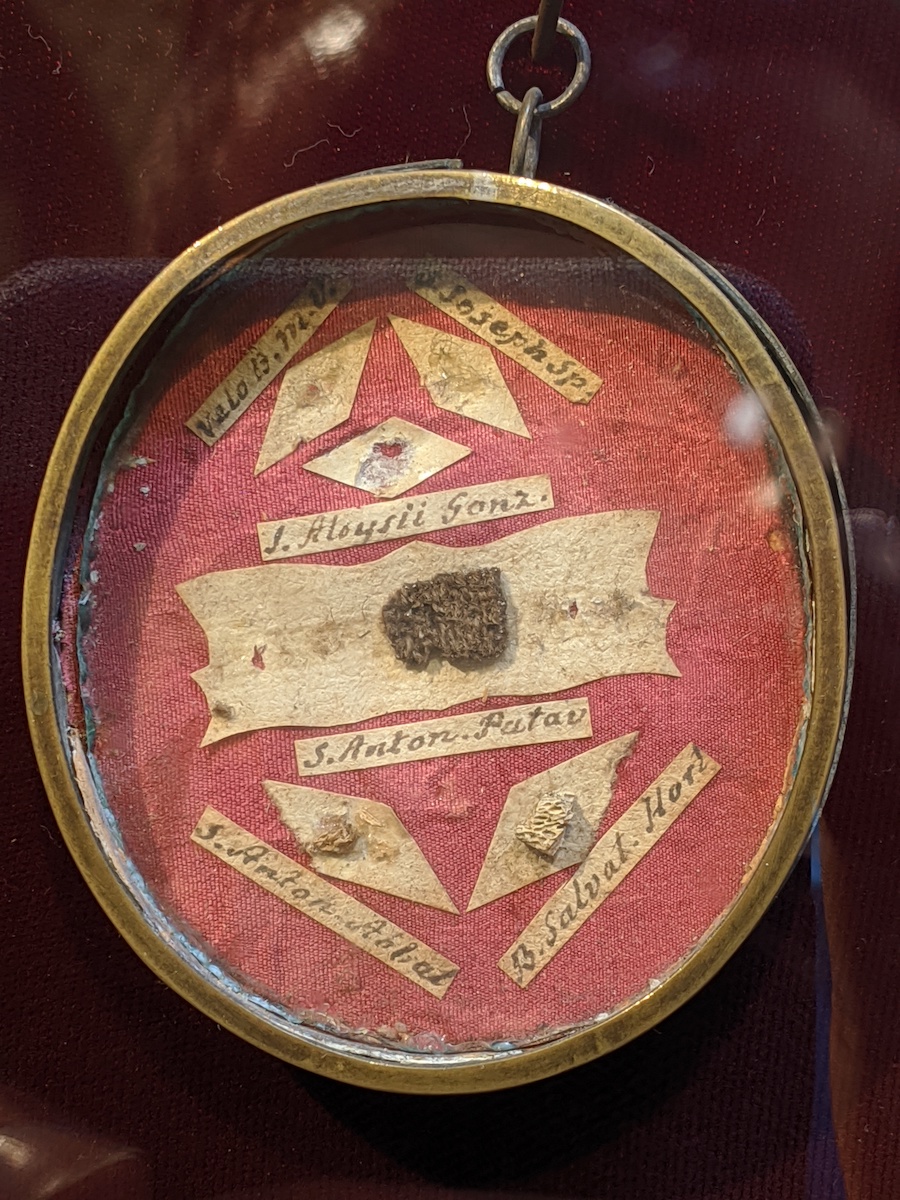 Velo B. M. V.
S. Joseph. Sp.
S. Aloysii Gonz.
S. Anton. Patav
S. Anton. Abbat
B. Salvat. Hort